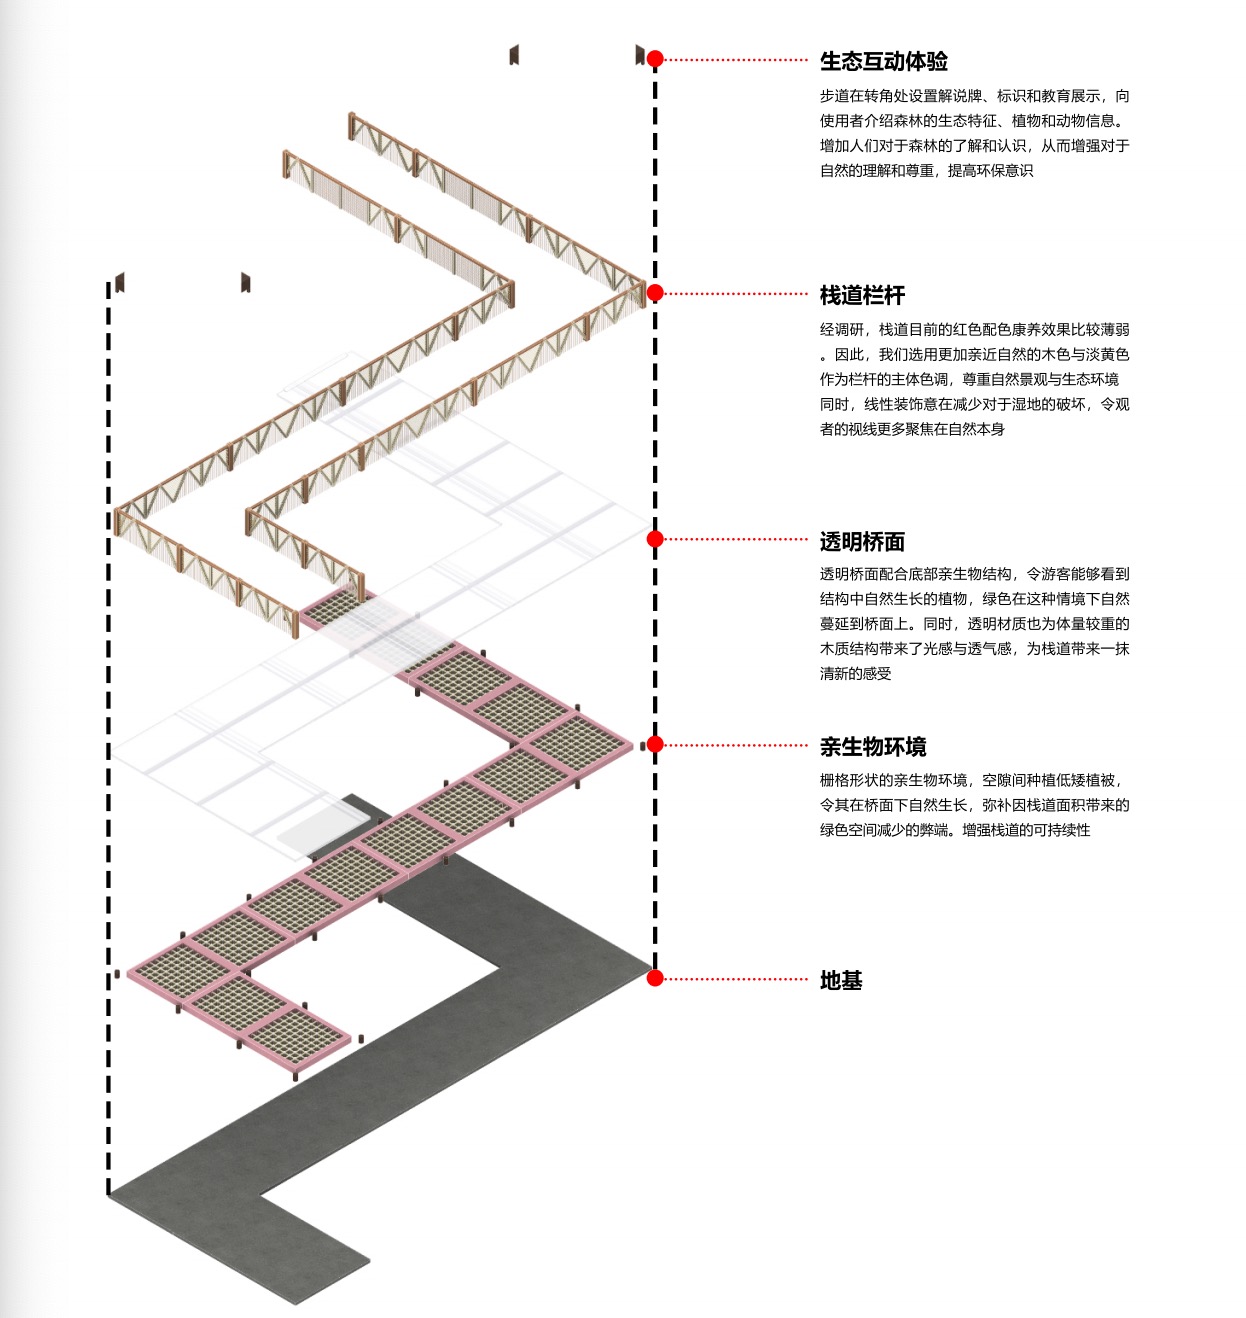 生态互动体验
步道在转角处设置解说牌、标识和教育展示，向
使用者介绍森林的生态特征、植物和动物信息。
增加人们对于森林的了解和认识，从而增强对于
自然的理解和尊重，提高环保意识
栈道栏杆
经调研，栈道目前的红色配色康养效果比较薄弱
。因此，我们选用更加亲近自然的木色与淡黄色
作为栏杆的主体色调，尊重自然景观与生态环境
同时，线性装饰意在减少对于湿地的破坏，令观
者的视线更多聚焦在自然本身
透明桥面
透明桥面配合底部亲生物结构，令游客能够看到
结构中自然生长的植物，绿色在这种情境下自然
蔓延到桥面上。同时，透明材质也为体量较重的
木质结构带来了光感与透气感，为栈道带来一抹
清新的感受
亲生物环境
栅格形状的亲生物环境，空隙间种植低矮植被，
令其在桥面下自然生长，弥补因栈道面积带来的
绿色空间减少的弊端。增强栈道的可持续性
地基